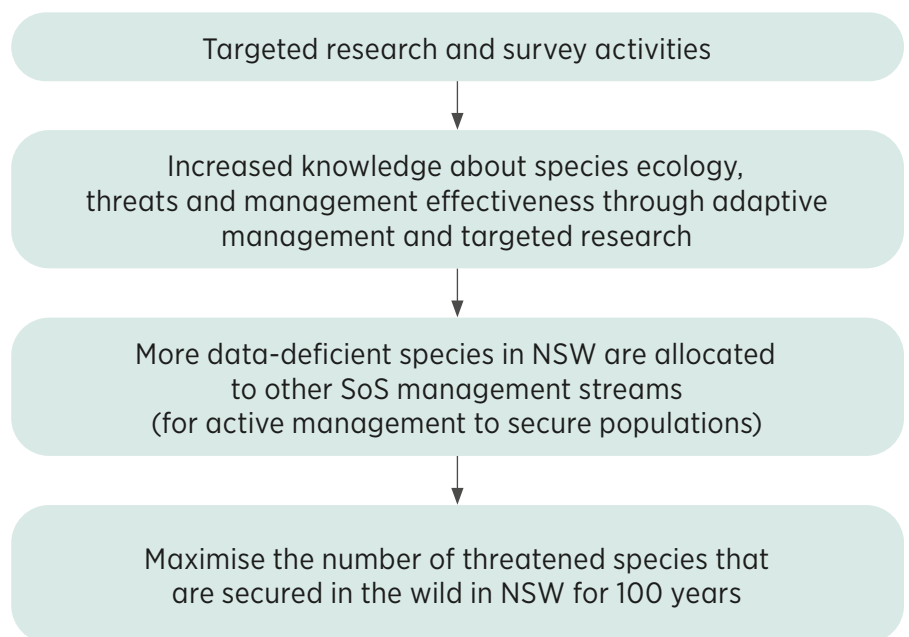 Targeted research and survey activities
Increased knowledge about species ecology,
threats and management effectiveness through adaptive
management and targeted research
More data-deficient species in NSW are allocated
to other SoS management streams
(for active management to secure populations)
Maximise the number of threatened species that
are secured in the wild in NSW for 100 years